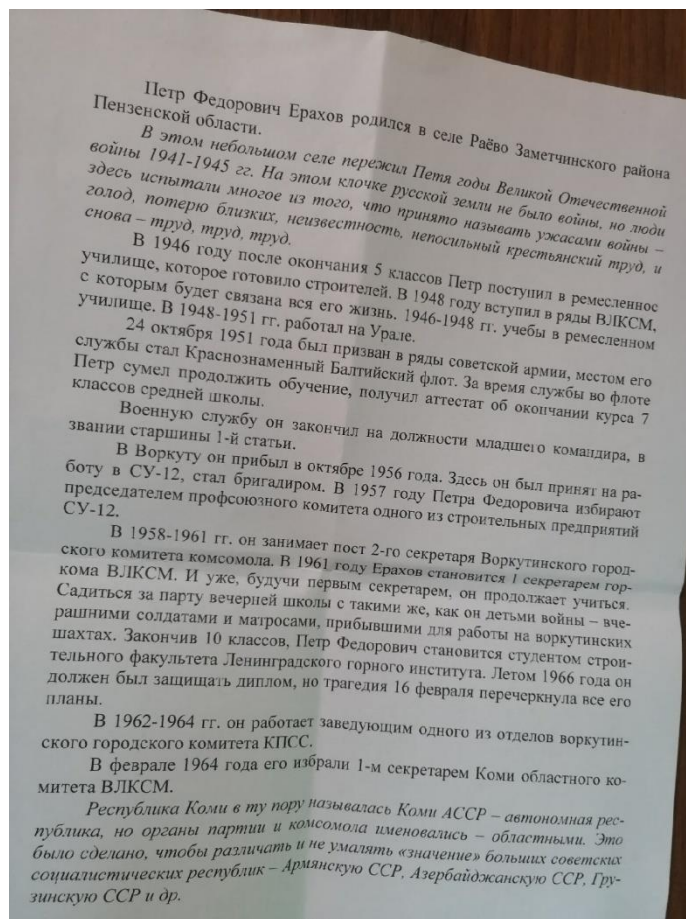 Петр Федорович Ерахов родился в селе Раёво Заметчинского района
Пензенской области.
В этом небольшом селе пережил Петя годы Великой Отечественной
войны 1941-1945 гг. На этом клочке русской земли не было войны, но люди
здесь испытали многое из того, что принято называть ужасами войны –
голод, потерю близких, неизвестность, непосильный крестьянский труд, и
снова – труд, труд, труд.
В 1946 году после окончания 5 классов Петр поступил в ремесленное
училище, которое готовило строителей. В 1948 году вступил в ряды ВЛКСМ,
с которым будет связана вся его жизнь. 1946-1948 гг. учебы в ремесленном
училище. В 1948-1951 гг. работал на Урале.
24 октября 1951 года был призван в ряды советской армии, местом его
службы стал Краснознаменный Балтийский флот. За время службы во флоте
Петр сумел продолжить обучение, получил аттестат об окончании курса 7
классов средней школы.
Военную службу он закончил на должности младшего командира, в
звании старшины 1-й статьи.
В Воркуту он прибыл в октябре 1956 года. Здесь он был принят на ра-
боту в СУ-12, стал бригадиром. В 1957 году Петра Федоровича избирают
председателем профсоюзного комитета одного из строительных предприятий
СУ-12.
В 1958-1961 гг. он занимает пост 2-го секретаря Воркутинского город-
ского комитета комсомола. В 1961 году Ерахов становится 1 секретарем гор-
кома ВЛКСМ. И уже, будучи первым секретарем, он продолжает учиться.
Садиться за парту вечерней школы с такими же, как он детьми войны – вче-
рашними солдатами и матросами, прибывшими для работы на воркутинских
шахтах. Закончив 10 классов, Петр Федорович становится студентом строи-
тельного факультета Ленинградского горного института. Летом 1966 года он
должен был защищать диплом, но трагедия 16 февраля перечеркнула все его
планы.
В 1962-1964 гг. он работает заведующим одного из отделов воркутин-
ского городского комитета КПСС.
В феврале 1964 года его избрали 1-м секретарем Коми областного ко-
митета ВЛКСМ.
Республика Коми в ту пору называлась Коми АССР – автономная рес-
публика, но органы партии и комсомола именовались – областными. Это
было сделано, чтобы различать и не умалять «значение» больших советских
социалистических республик – Армянскую ССР, Азербайджанскую ССР, Гру-
зинскую ССР и др.